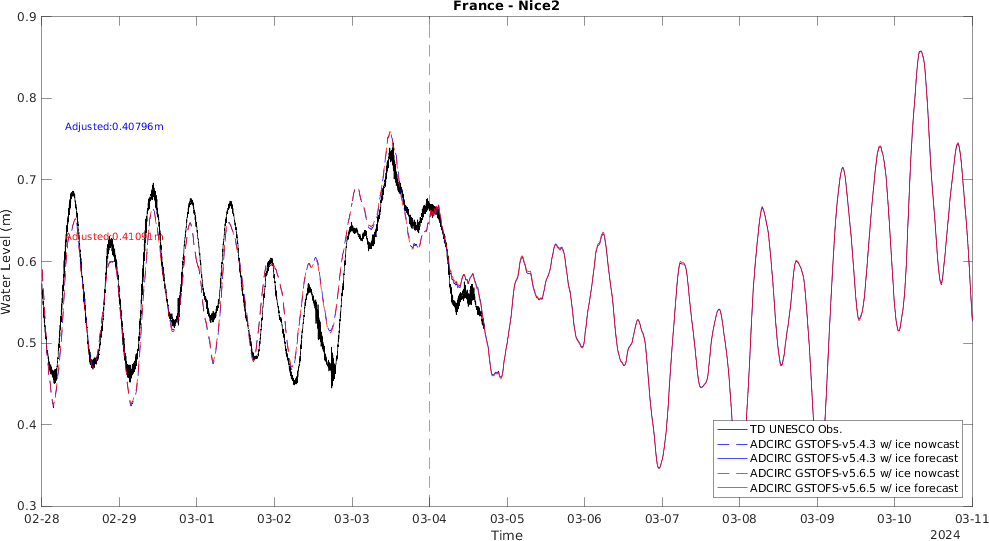 France - Nice2
0.9
0.8
0.7
0.6
0.5
0.4
0.3
Water Level (m)
Adjusted:0.40796m
Adjusted:0.41091m
TD UNESCO Obs.
ADCIRC GSTOFS-v5.4.3 w/ ice nowcast
ADCIRC GSTOFS-v5.4.3 w/ ice forecast
ADCIRC GSTOFS-v5.6.5 w/ ice nowcast
ADCIRC GSTOFS-v5.6.5 w/ ice forecast
02-28 02-29 03-01 03-02 03-03 03-04 03-05 03-06 03-07 03-08 03-09 03-10 03-11
Time
2024